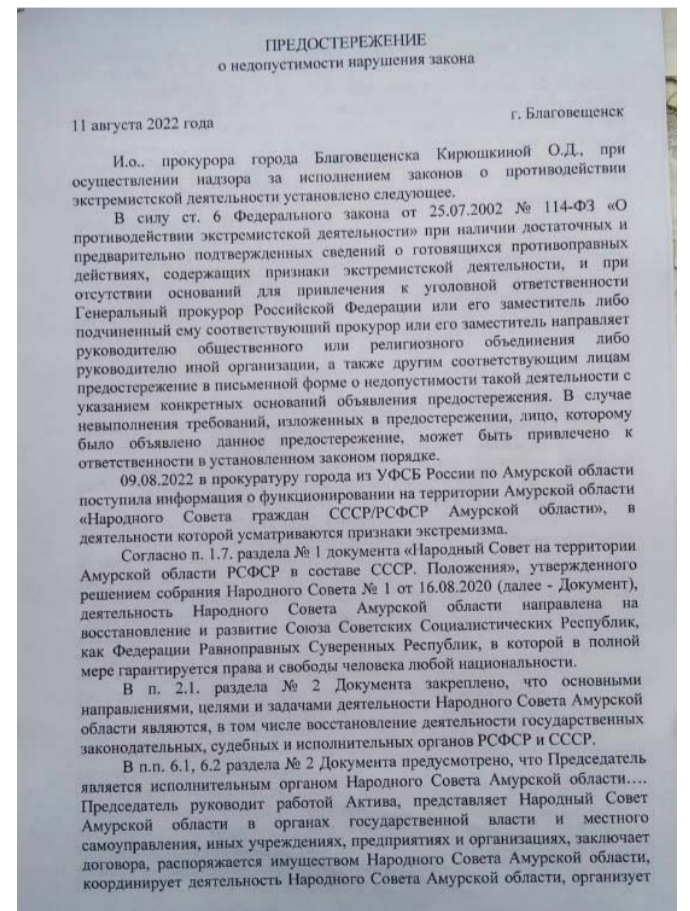 ПРЕДОСТЕРЕЖЕНИЕ
о недопустимости нарушения закона
11 августа 2022 года г. Благовещенск
И.о.. прокурора города Благовещенска Кирюшкиной О.Д., при
осуществлении надзора за исполнением законов о противодействии
экстремистской деятельности установлено следующее.
В силу ст. 6 Федерального закона от 25.07.2002 № 114-ФЗ «О
противодействии экстремистской деятельности» при наличии достаточных и
предварительно подтвержденных сведений о готовящихся противоправных
действиях, содержащих признаки экстремистской деятельности, и при
отсутствии оснований для привлечения к уголовной ответственности
Генеральный прокурор Российской Федерации или его заместитель либо
подчиненный ему соответствующий прокурор или его заместитель направляет
руководителю общественного или религиозного объединения либо
руководителю иной организации, а также другим соответствующим лицам
предостережение в письменной форме о недопустимости такой деятельности с
указанием конкретных оснований объявления предостережения. В случае
невыполнения требований, изложенных в предостережении, лицо, которому
было объявлено данное предостережение, может быть привлечено к
ответственности в установленном законом порядке.
09.08.2022 в прокуратуру города из УФСБ России по Амурской области
поступила информация о функционировании на территории Амурской области
«Народного Совета граждан СССР/РСФСР Амурской области», в
деятельности которой усматриваются признаки экстремизма.
Согласно п. 1.7. раздела № 1 документа «Народный Совет на территории
Амурской области РСФСР в составе СССР. Положения», утвержденного
решением собрания Народного Совета № 1 от 16.08.2020 (далее - Документ),
деятельность Народного Совета Амурской области направлена на
восстановление и развитие Союза Советских Социалистических Республик,
как Федерации Равноправных Суверенных Республик, в которой в полной
мере гарантируется права и свободы человека любой национальности.
В п. 2.1. раздела № 2 Документа закреплено, что основными
направлениями, целями и задачами деятельности Народного Совета Амурской
области являются, в том числе восстановление деятельности государственных
законодательных, судебных и исполнительных органов РСФСР и СССР.
В п.п. 6.1, 6.2 раздела № 2 Документа предусмотрено, что Председатель
является исполнительным органом Народного Совета Амурской области….
Председатель руководит работой Актива, представляет Народный Совет
Амурской области в органах государственной власти и местного
самоуправления, иных учреждениях, предприятиях и организациях, заключает
договора, распоряжается имуществом Народного Совета Амурской области,
координирует деятельность Народного Совета Амурской области, организует